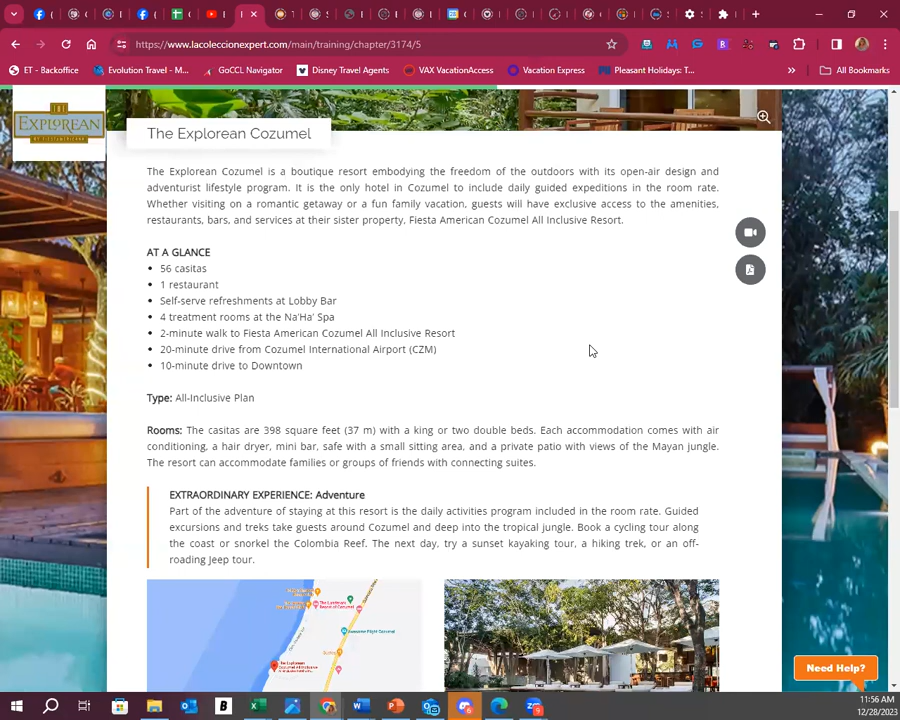 https://www.lacoleccionexpert.com/main/training/chapter/3174/5
ET - Backoffice
Evolution Travel - M...
GoCCL Navigator
Disney Travel Agents
VAX VacationAccess
Vacation Express
Pleasant Holidays: T...
»
All Bookmarks
EXPLOREAN
The Explorean Cozumel
The Explorean Cozumel is a boutique resort embodying the freedom of the outdoors with its open-air design and
adventurist lifestyle program. It is the only hotel in Cozumel to include daily guided expeditions in the room rate.
Whether visiting on a romantic getaway or a fun family vacation, guests will have exclusive access to the amenities,
restaurants, bars, and services at their sister property, Fiesta American Cozumel All Inclusive Resort.
AT A GLANCE
• 56 casitas
• 1 restaurant
• Self-serve refreshments at Lobby Bar
• 4 treatment rooms at the Na'Ha' Spa
• 2-minute walk to Fiesta American Cozumel All Inclusive Resort
• 20-minute drive from Cozumel International Airport (CZM)
• 10-minute drive to Downtown
Type: All-Inclusive Plan
Rooms: The casitas are 398 square feet (37 m) with a king or two double beds. Each accommodation comes with air
conditioning, a hair dryer, mini bar, safe with a small sitting area, and a private patio with views of the Mayan jungle.
The resort can accommodate families or groups of friends with connecting suites.
EXTRAORDINARY EXPERIENCE: Adventure
Part of the adventure of staying at this resort is the daily activities program included in the room rate. Guided
excursions and treks take guests around Cozumel and deep into the tropical jungle. Book a cycling tour along
the coast or snorkel the Colombia Reef. The next day, try a sunset kayaking tour, a hiking trek, or an off-
roading Jeep tour.
Need Help?
11:56 AM
12/28/2023